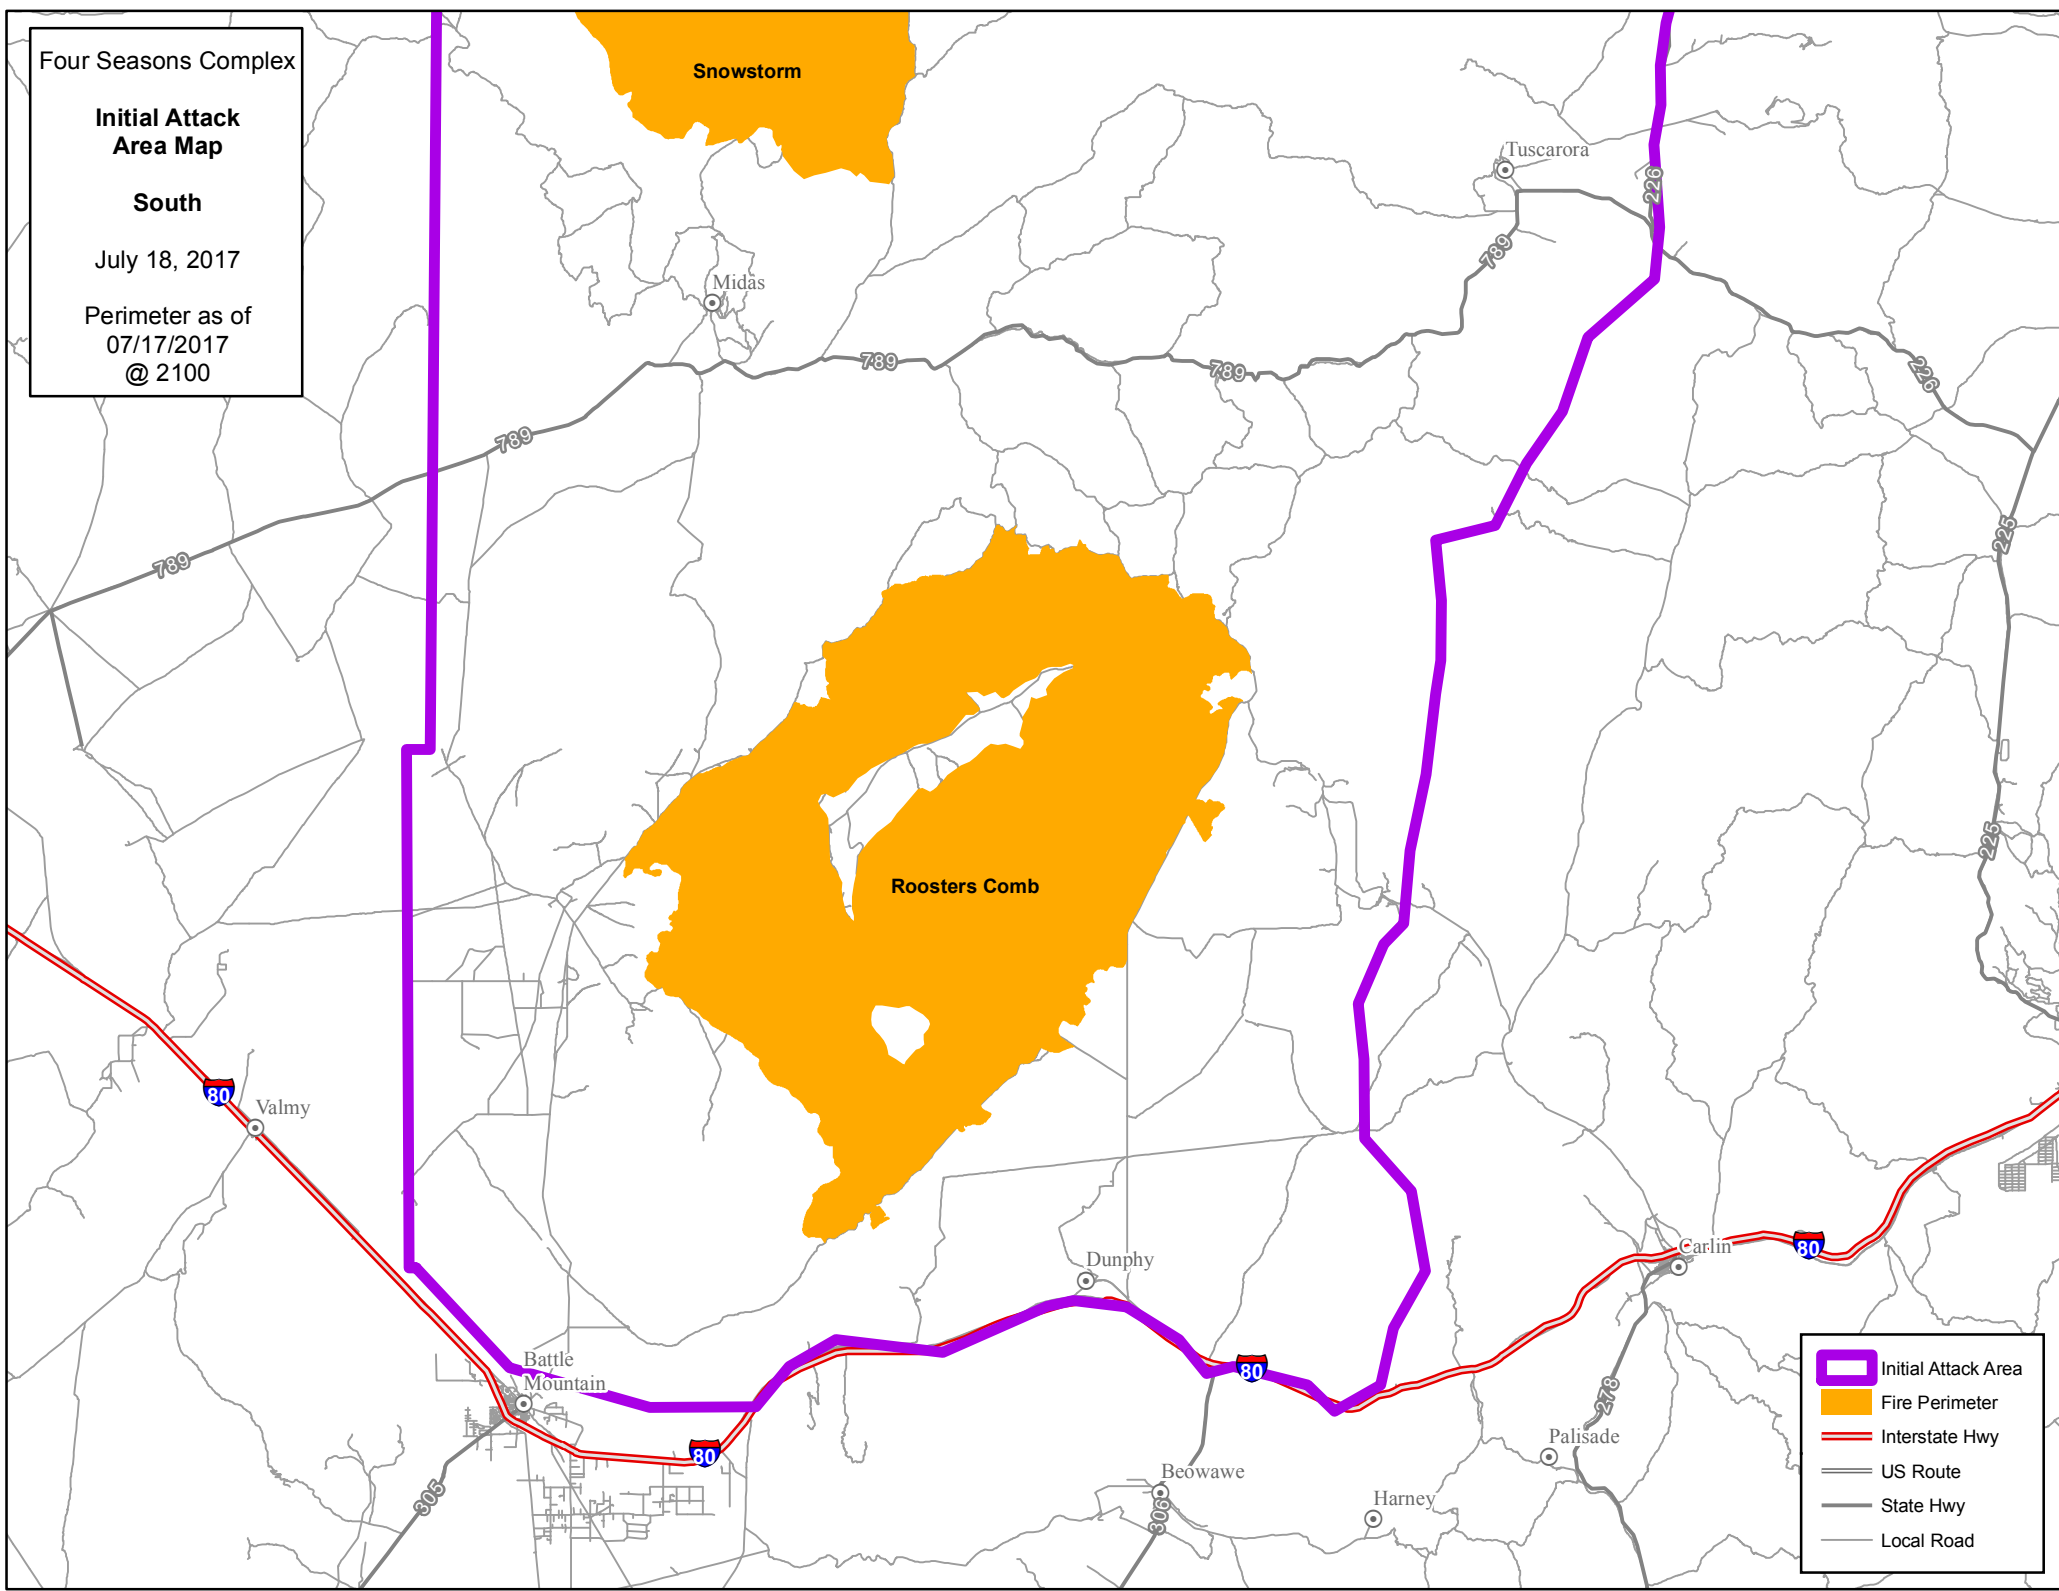 Four Seasons Complex
Initial Attack
Area Map
South
July 18, 2017
Perimeter as of
07/17/2017
@ 2100
Snowstorm
Tuscarora
226
789
Midas
789
789
226
789
225
789
225
Roosters Comb
80
Valmy
Dunphy
Carlin
80
Battle
Mountain
80
278
80
Palisade
Beowawe
305
306
Harney
Initial Attack Area
Fire Perimeter
Interstate Hwy
US Route
State Hwy
Local Road